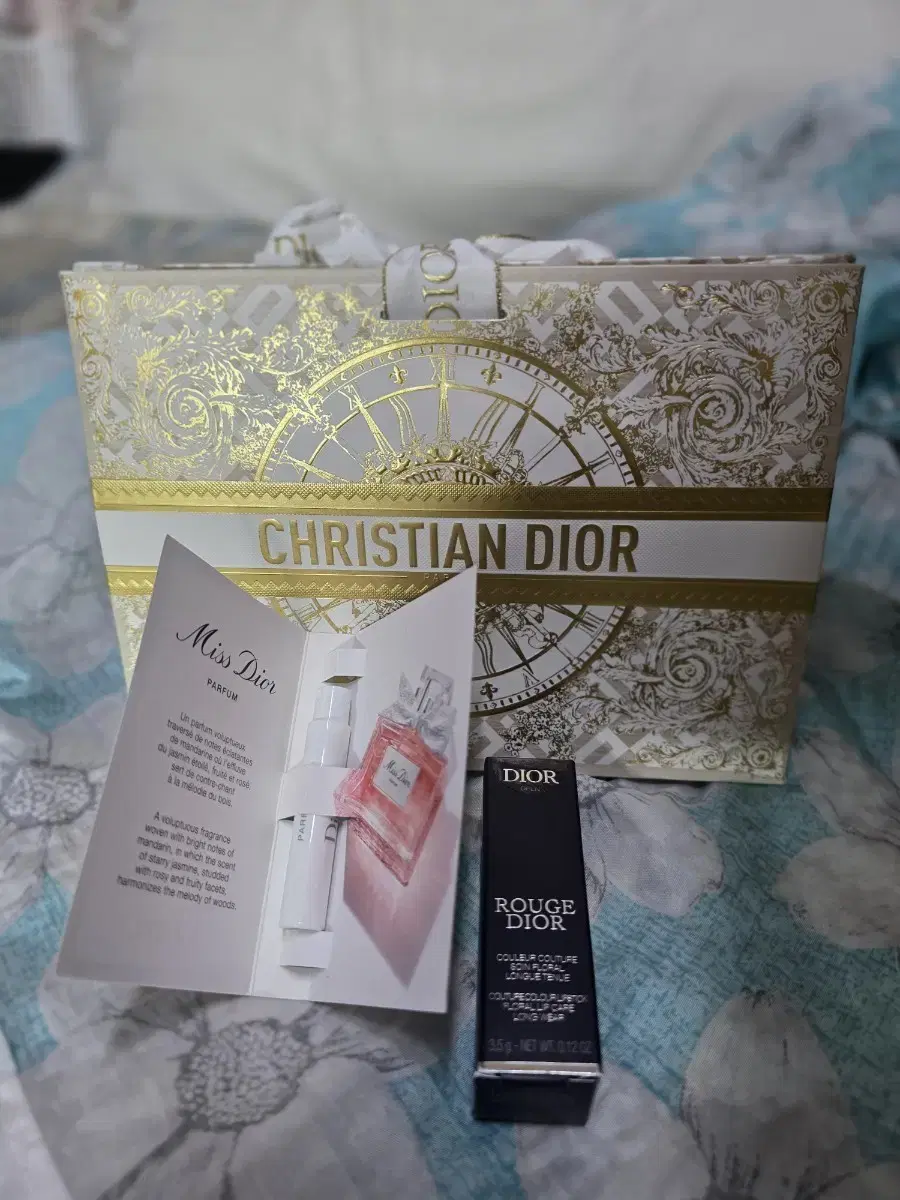 DIOR
CHRISTIAN DIOR
Miss Dior
PARFUM
Un parfum voluptueux
traversé de notes éclatantes
de mandarine où l'effluve
du jasmin étoilé, fruité et rosé
sert de contre-chant
à la mélodie du bois.
A voluptuous fragrance
woven with bright notes of
mandarin, in which the scent
of starry jasmine, studded
with rosy and fruity facets,
harmonizes the melody of woods.
Miss Dior
DIOR
OPEN
ROUGE
DIOR
COULEUR COUTURE
SOIN FLORAL
LONGUE TENUE
COUTURE COLOUR LIPSTICK
FLORAL LIP CARE
LONG WEAR
3.5 g - NET WT. 0.12 OZ